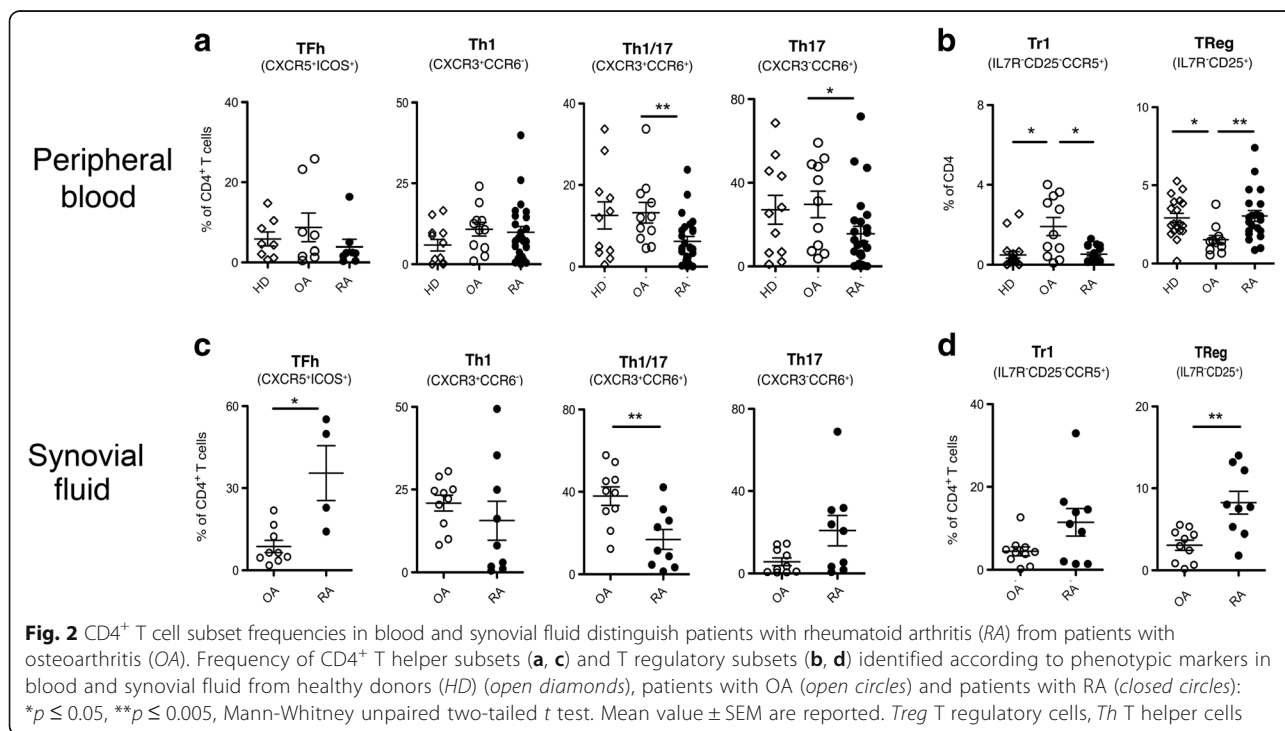 a
TFh
(CXCR5⁺ICOS⁺)
Th1
(CXCR3⁺CCR6⁻)
Th1/17
(CXCR3⁺CCR6⁺)
Th17
(CXCR3⁻CCR6⁺)
b
Tr1
(IL7R⁻CD25⁻CCR5⁺)
TReg
(IL7R⁻CD25⁺)
Peripheral
blood
% of CD4⁺ T cells
40
20
0
HD
OA
RA
50
25
0
HD
OA
RA
40
20
0
**
HD
OA
RA
80
40
0
*
HD
OA
RA
% of CD4
8
4
0
*
*
HD
OA
RA
10
5
0
*
**
HD
OA
RA
c
TFh
(CXCR5⁺ICOS⁺)
Th1
(CXCR3⁺CCR6⁻)
Th1/17
(CXCR3⁺CCR6⁺)
Th17
(CXCR3⁻CCR6⁺)
d
Tr1
(IL7R⁻CD25⁻CCR5⁺)
TReg
(IL7R⁻CD25⁺)
Synovial
fluid
% of CD4⁺ T cells
60
30
0
*
OA
RA
50
25
0
OA
RA
80
40
0
**
OA
RA
80
40
0
OA
RA
% of CD4⁺ T cells
40
20
0
OA
RA
20
10
0
**
OA
RA
Fig. 2 CD4⁺ T cell subset frequencies in blood and synovial fluid distinguish patients with rheumatoid arthritis (RA) from patients with
osteoarthritis (OA). Frequency of CD4⁺ T helper subsets (a, c) and T regulatory subsets (b, d) identified according to phenotypic markers in
blood and synovial fluid from healthy donors (HD) (open diamonds), patients with OA (open circles) and patients with RA (closed circles):
*p ≤ 0.05, **p ≤ 0.005, Mann-Whitney unpaired two-tailed t test. Mean value ± SEM are reported. Treg T regulatory cells, Th T helper cells